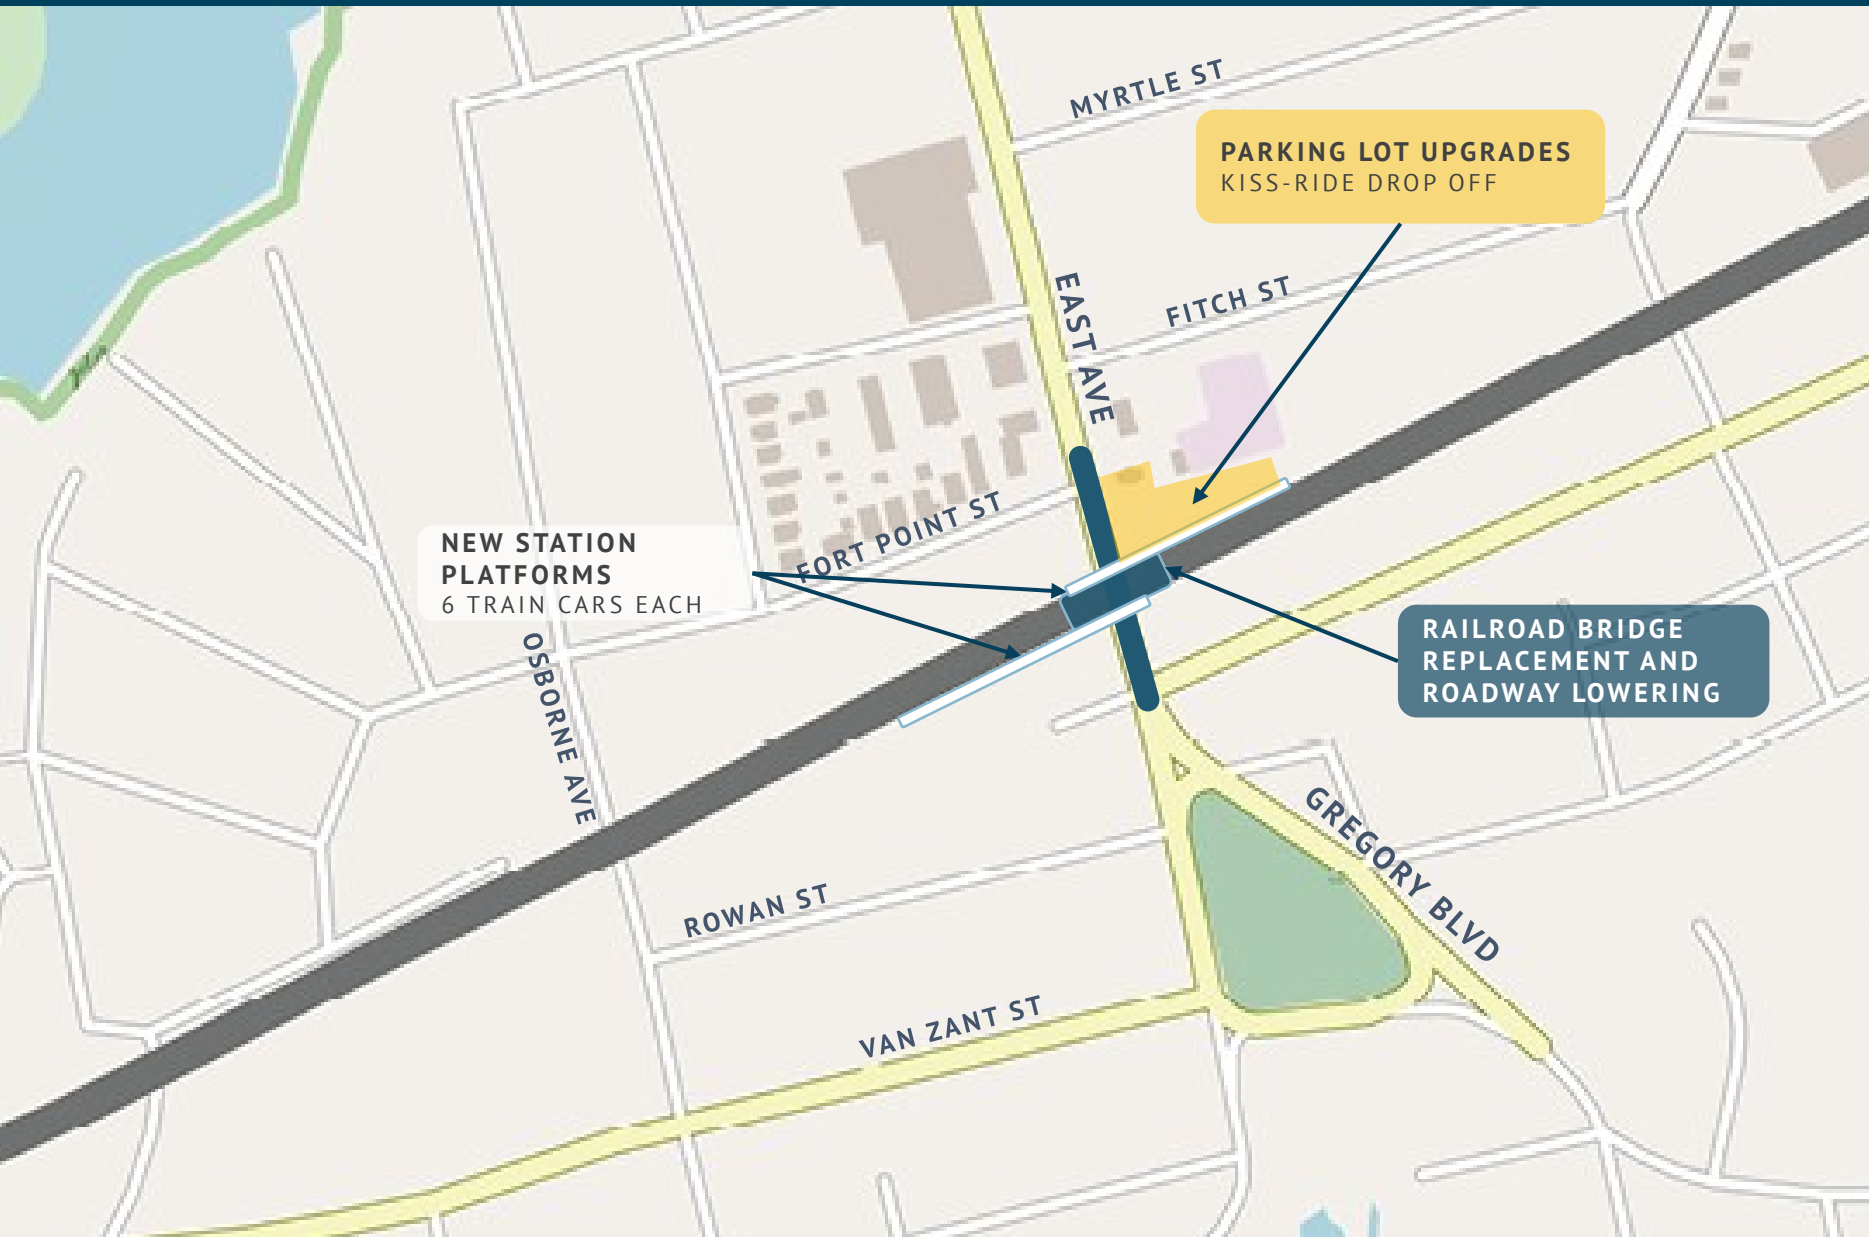 MYRTLE ST
PARKING LOT UPGRADES
KISS-RIDE DROP OFF
EAST AVE
FITCH ST
NEW STATION
PLATFORMS
6 TRAIN CARS EACH
FORT POINT ST
RAILROAD BRIDGE
REPLACEMENT AND
ROADWAY LOWERING
OSBORNE AVE
GREGORY BLVD
ROWAN ST
VAN ZANT ST